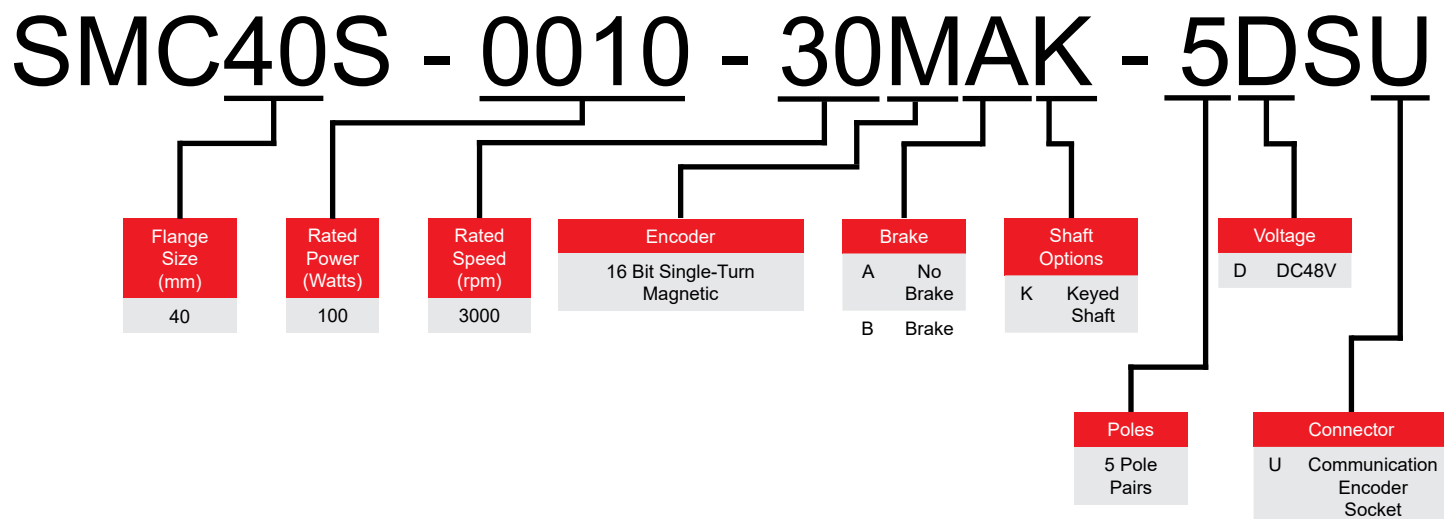 SMC40S - 0010 - 30MAK - 5DSU
Flange
Size
(mm)
40
Rated
Power
(Watts)
100
Rated
Speed
(rpm)
3000
Encoder
16 Bit Single-Turn
Magnetic
Brake
A No
Brake
B Brake
Shaft
Options
K Keyed
Shaft
Voltage
D DC48V
Poles
5 Pole
Pairs
Connector
U Communication
Encoder
Socket